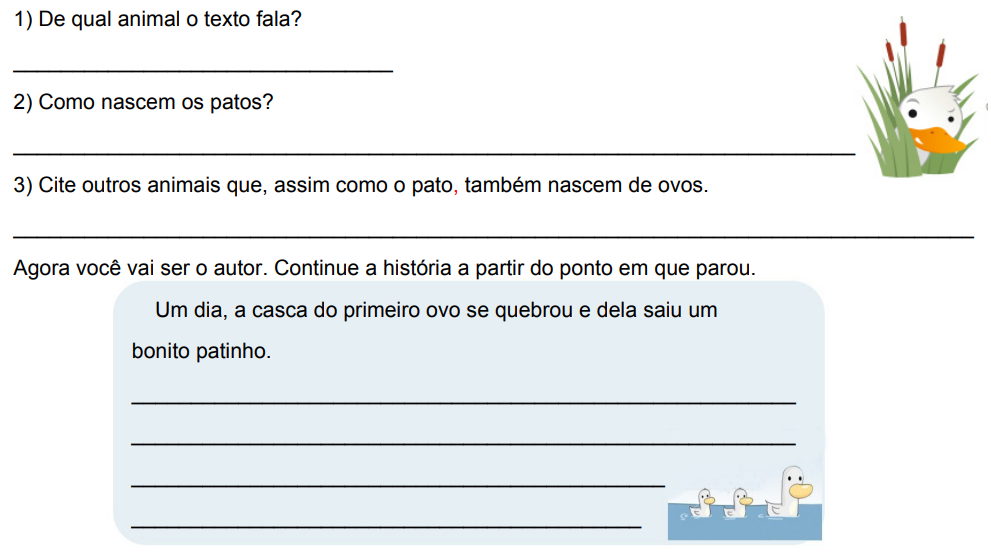 1) De qual animal o texto fala?
2) Como nascem os patos?
3) Cite outros animais que, assim como o pato, também nascem de ovos.
Agora você vai ser o autor. Continue a história a partir do ponto em que parou.
Um dia, a casca do primeiro ovo se quebrou e dela saiu um
bonito patinho.